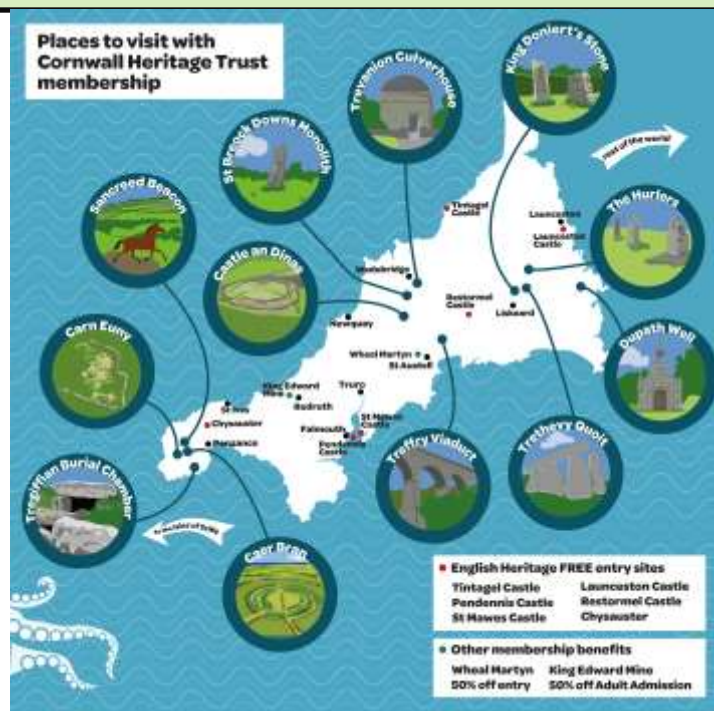 Places to visit with
Cornwall Heritage Trust
membership
King Doniert's Stone
Trevanion Culverhouse
St Breock Downs Monolith
rest of the world
Sancreed Beacon
The Hurlers
Tintagel
Castle
Launceston
Launceston
Castle
Castle an Dinas
Wadebridge
Restormel
Castle
Liskeard
Dupath Well
Carn Euny
Newquay
Wheal Martyn
St Austell
King Edward
Mine
Redruth
Truro
St Ives
Chysauster
Penzance
St Mawes
Castle
Falmouth
Pendennis
Castle
Treffry Viaduct
Trethevy Quoit
Tregiffian Burial Chamber
Caer Bran
English Heritage FREE entry sites
Tintagel Castle
Launceston Castle
Pendennis Castle
Restormel Castle
St Mawes Castle
Chysauster
Other membership benefits
Wheal Martyn
50% off entry
King Edward Mine
50% off Adult Admission